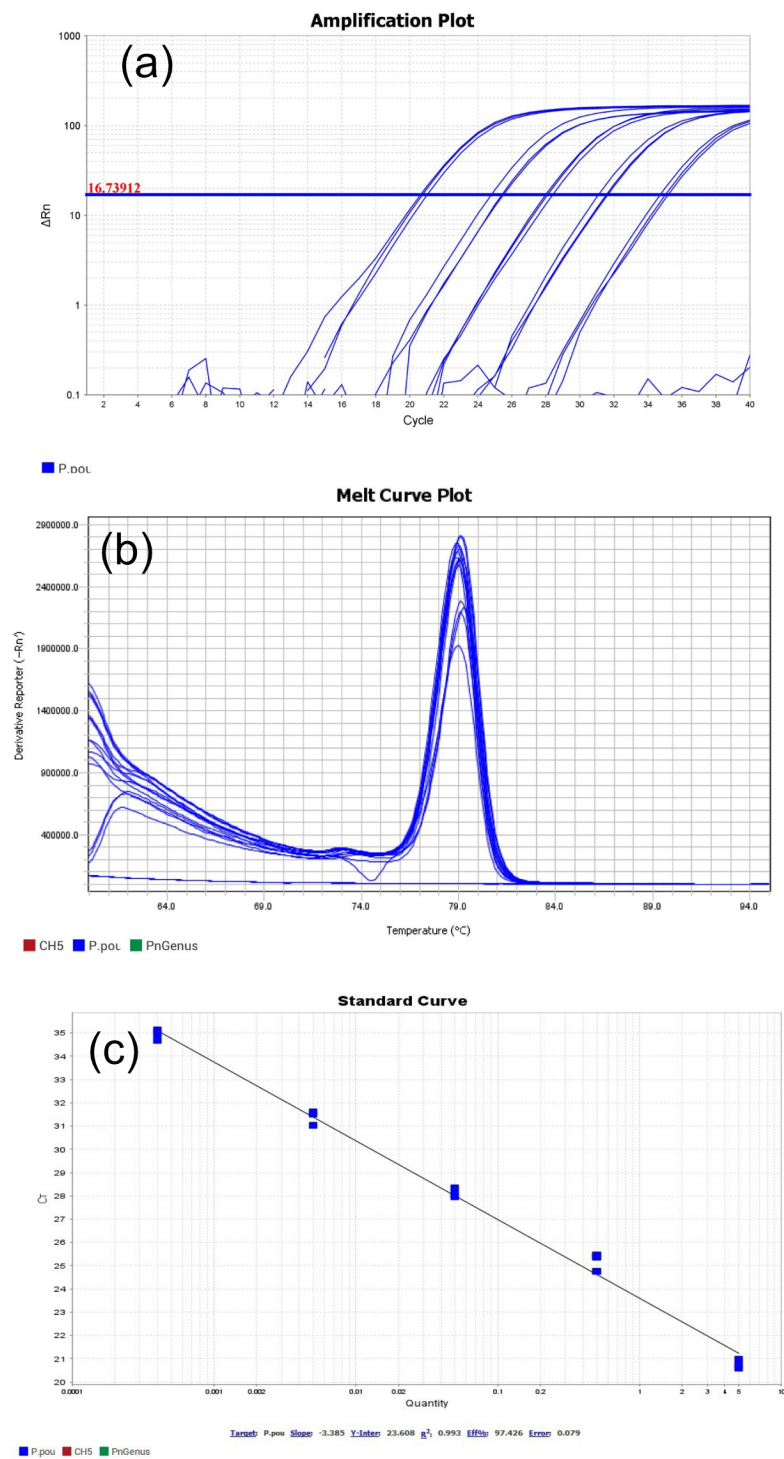 Amplification Plot
(a)
1000
100
10
1
0.1
16.73912
ΔRn
2 4 6 8 10 12 14 16 18 20 22 24 26 28 30 32 34 36 38 40
Cycle
P.pou
Melt Curve Plot
(b)
2900000.0
2400000.0
1900000.0
1400000.0
900000.0
400000.0
Derivative Reporter (-Rn')
64.0 69.0 74.0 79.0 84.0 89.0 94.0
Temperature (°C)
CH5 P.pou PnGenus
Standard Curve
(c)
35
34
33
32
31
30
29
28
27
26
25
24
23
22
21
20
CT
0.0001 0.001 0.002 0.01 0.02 0.1 0.2 1 2 3 4 5 10
Quantity
Target: P.pou Slope: -3.385 Y-Inter: 23.608 R²: 0.993 Eff%: 97.426 Error: 0.079
P.pou CH5 PnGenus